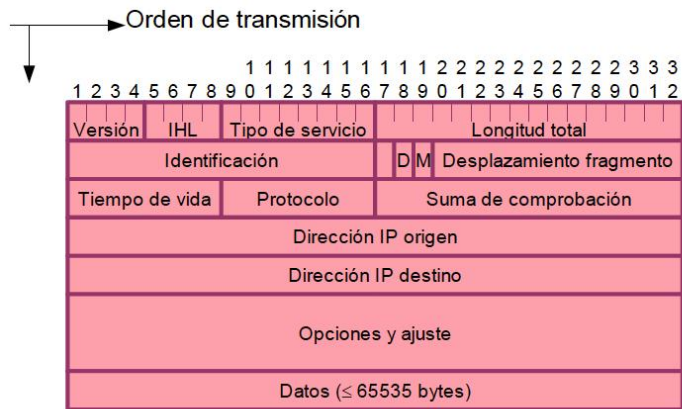 Orden de transmisión
1 1 1 1 1 1 1 1 1 1 2 2 2 2 2 2 2 2 2 2 3 3 3
1 2 3 4 5 6 7 8 9 0 1 2 3 4 5 6 7 8 9 0 1 2 3 4 5 6 7 8 9 0 1 2
Versión IHL Tipo de servicio Longitud total
Identificación D M Desplazamiento fragmento
Tiempo de vida Protocolo Suma de comprobación
Dirección IP origen
Dirección IP destino
Opciones y ajuste
Datos (≤ 65535 bytes)